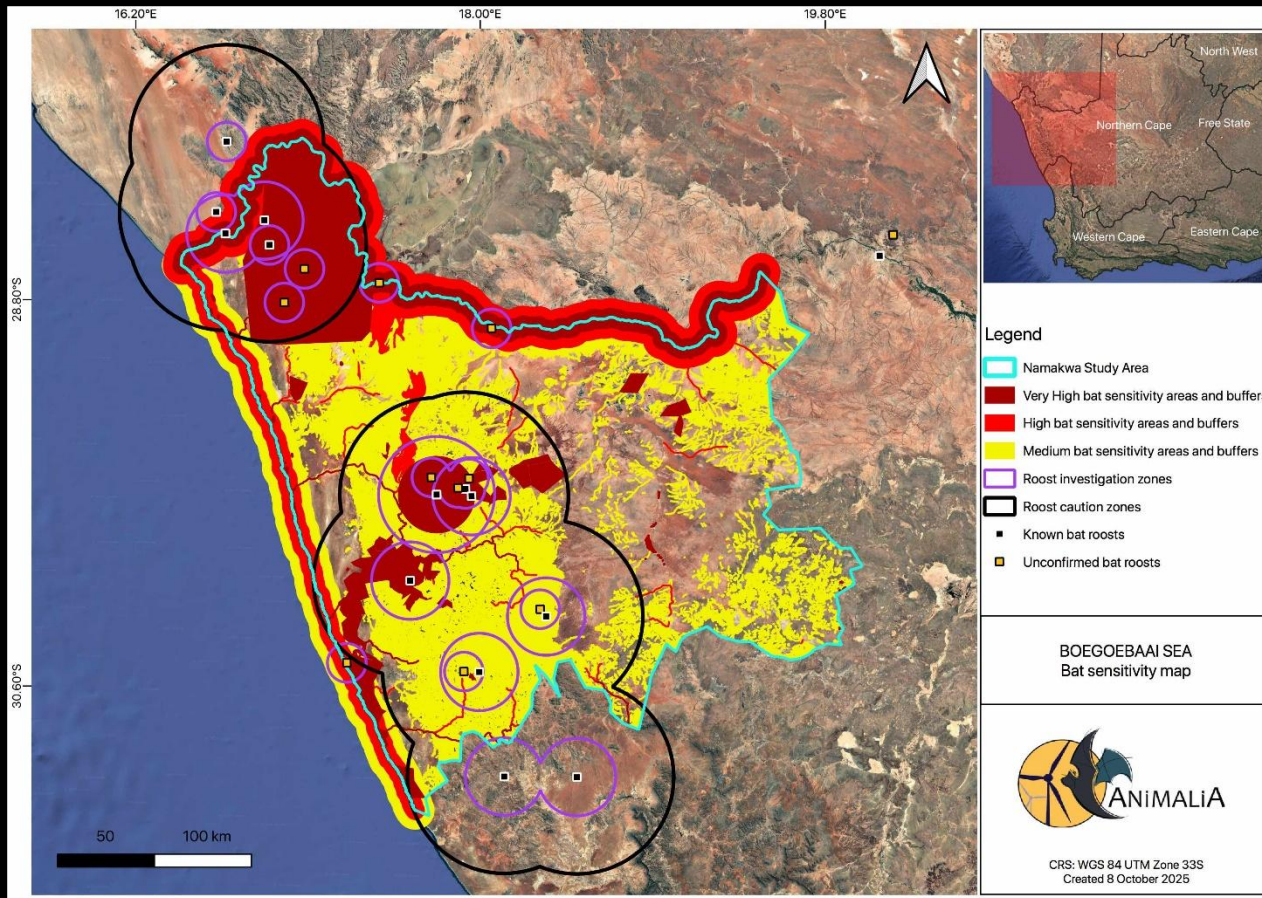 16.20°E
18.00°E
19.80°E
28.80°S
30.60°S
50
100 km
North West
Northern Cape
Free State
Western Cape
Eastern Cape
Legend
Namakwa Study Area
Very High bat sensitivity areas and buffers
High bat sensitivity areas and buffers
Medium bat sensitivity areas and buffers
Roost investigation zones
Roost caution zones
Known bat roosts
Unconfirmed bat roosts
BOEGOEBAAI SEA
Bat sensitivity map
ANiMALiA
CRS: WGS 84 UTM Zone 33S
Created 8 October 2025